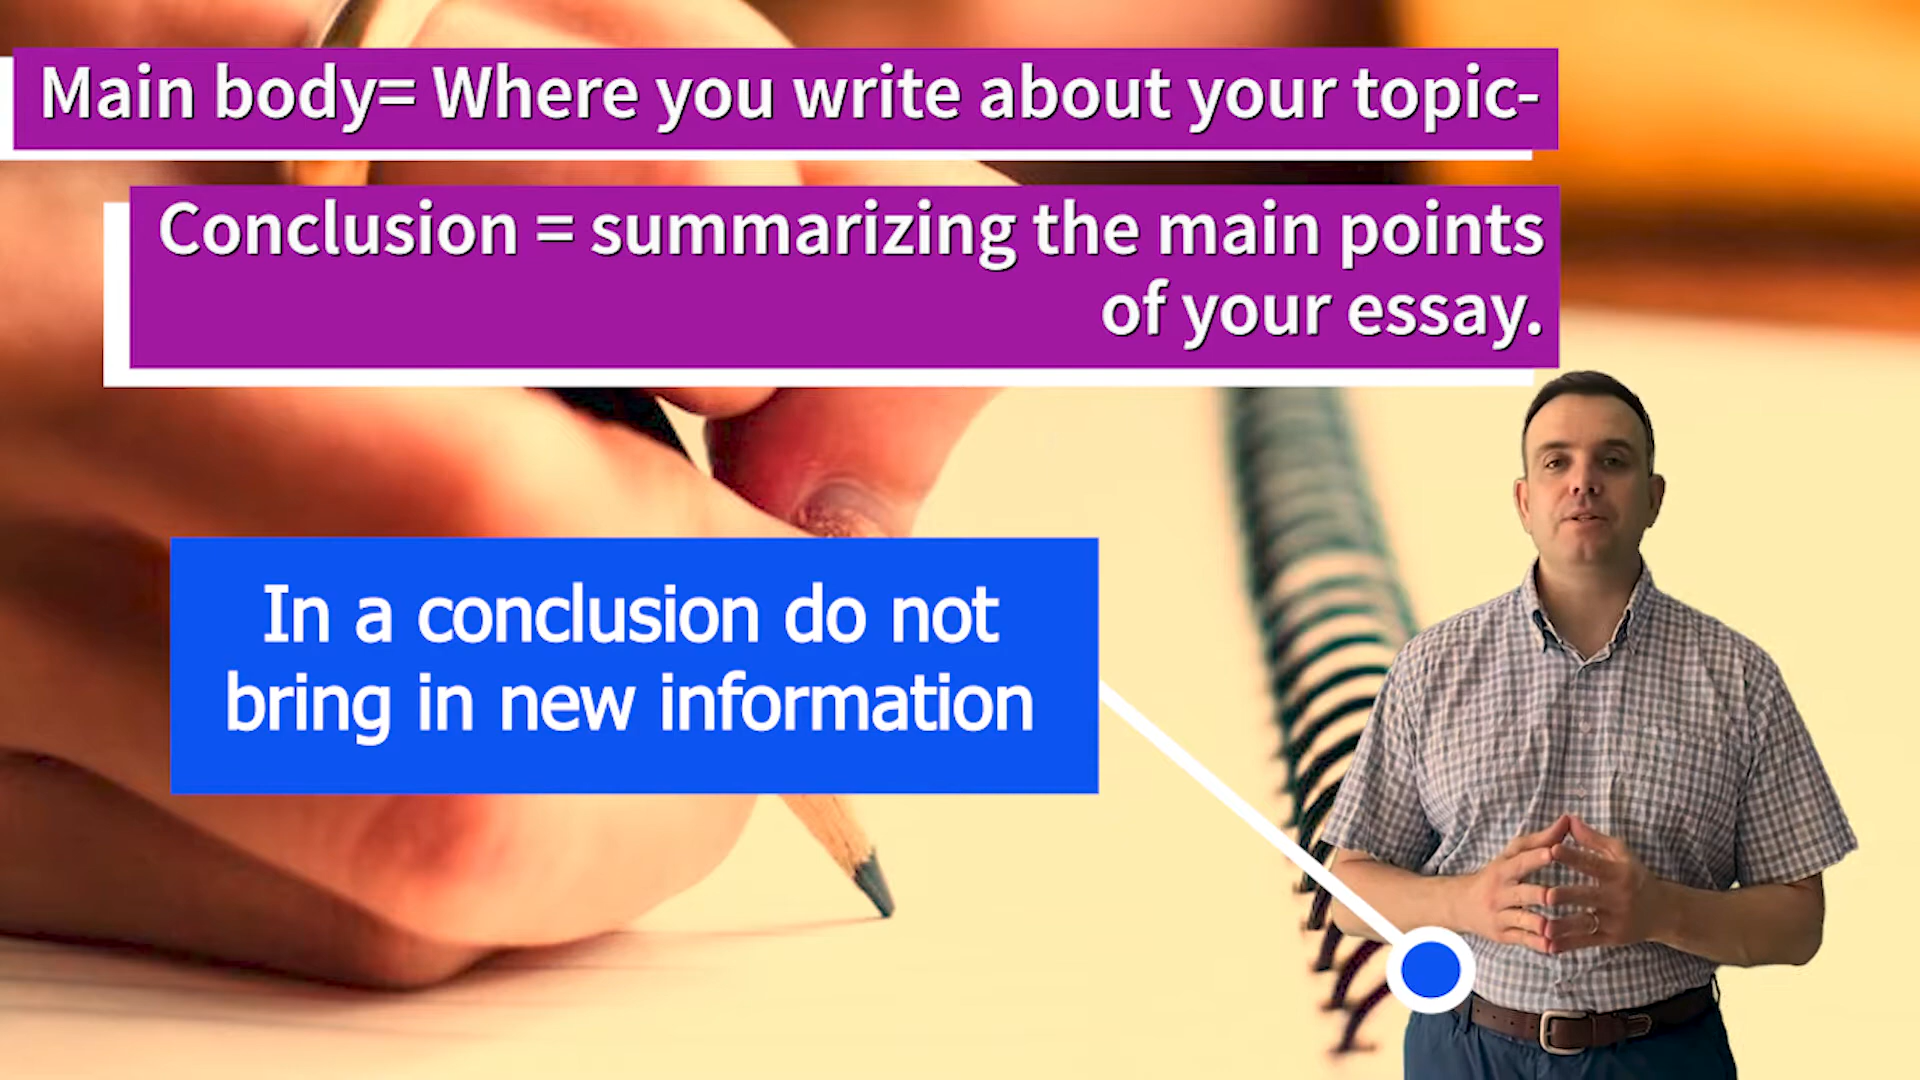 Main body= Where you write about your topic-
Conclusion = summarizing the main points
of your essay.
In a conclusion do not
bring in new information